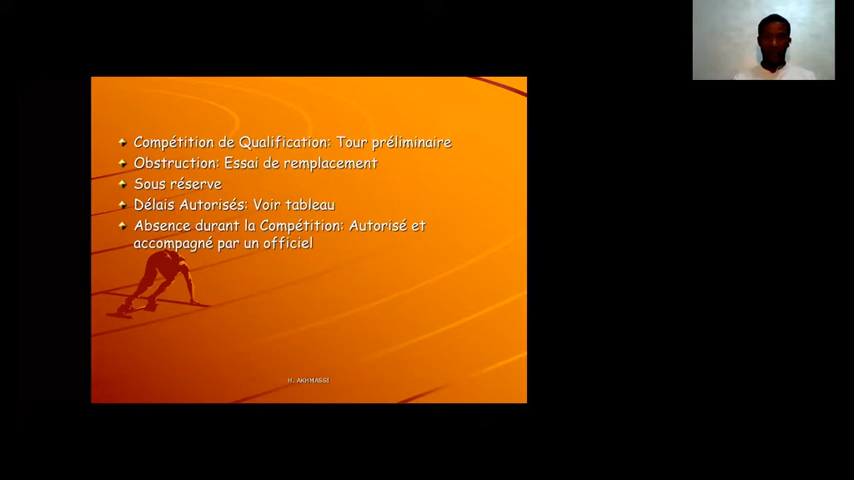 Compétition de Qualification: Tour préliminaire
Obstruction: Essai de remplacement
Sous réserve
Délais Autorisés: Voir tableau
Absence durant la Compétition: Autorisé et
accompagné par un officiel
H. AKHMASSI